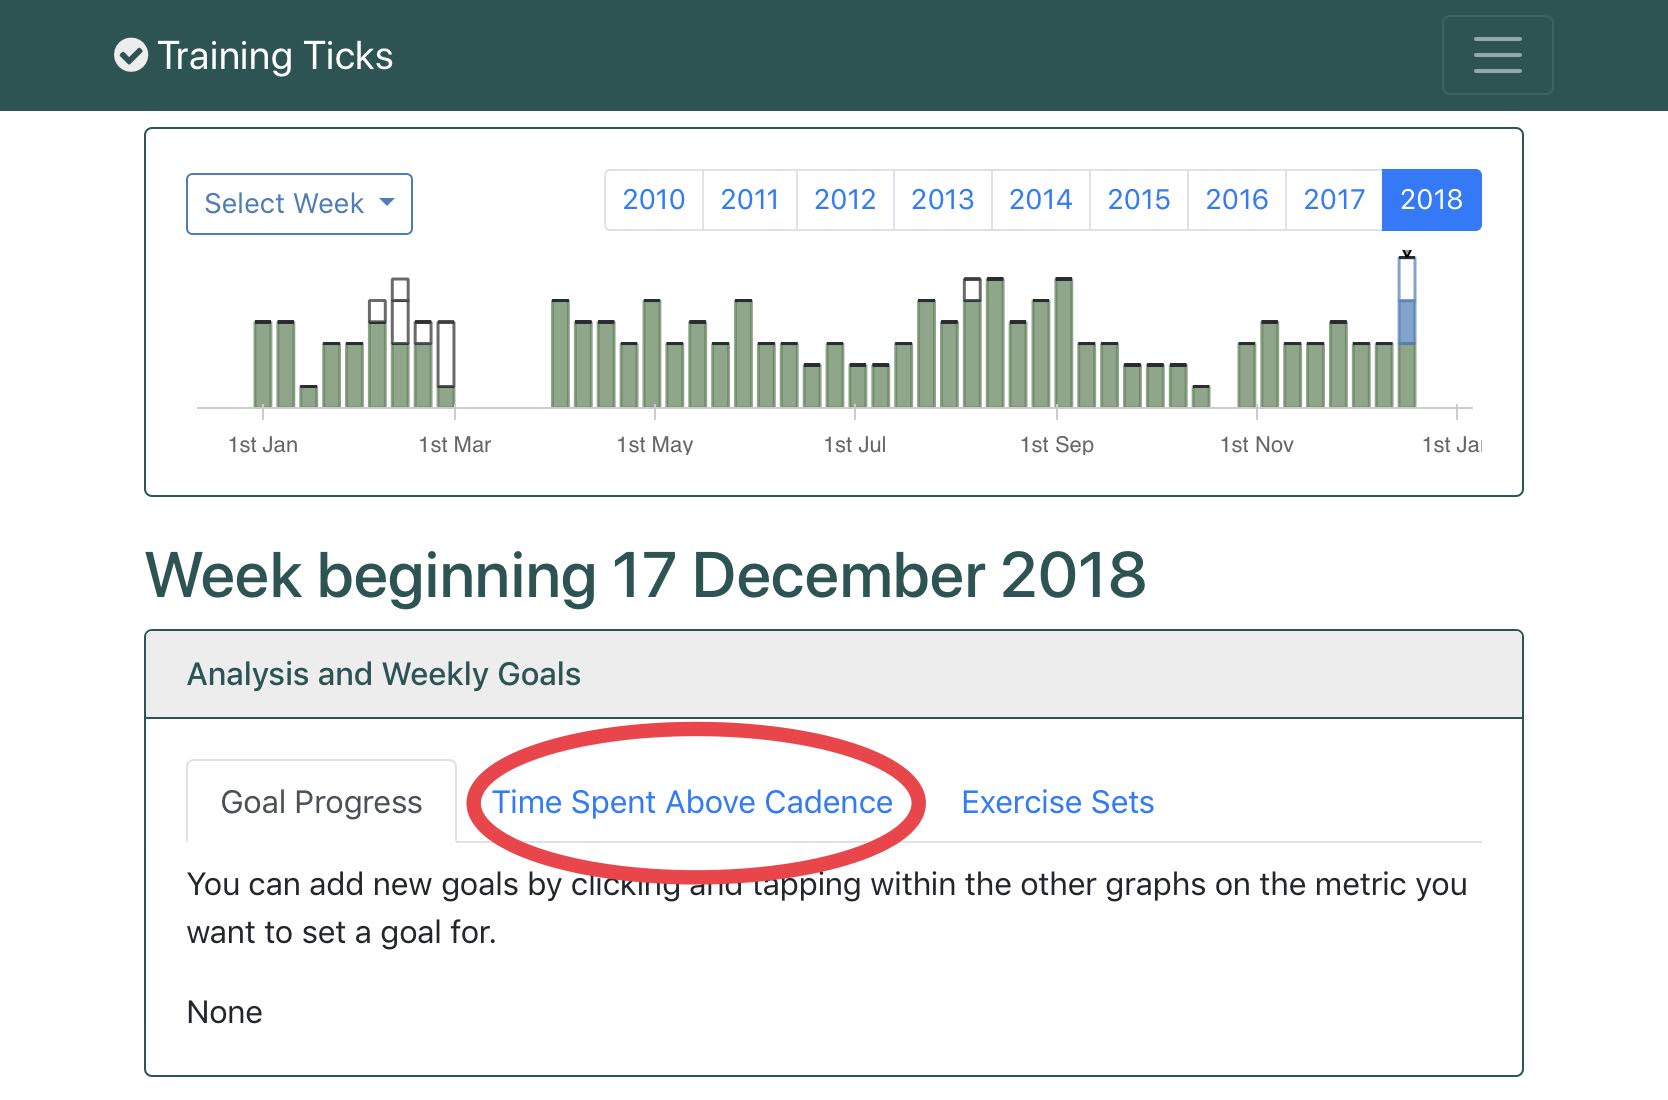 Training Ticks
Select Week
2010 2011 2012 2013 2014 2015 2016 2017 2018
1st Jan 1st Mar 1st May 1st Jul 1st Sep 1st Nov 1st Ja
Week beginning 17 December 2018
Analysis and Weekly Goals
Goal Progress Time Spent Above Cadence Exercise Sets
You can add new goals by clicking and tapping within the other graphs on the metric you
want to set a goal for.
None